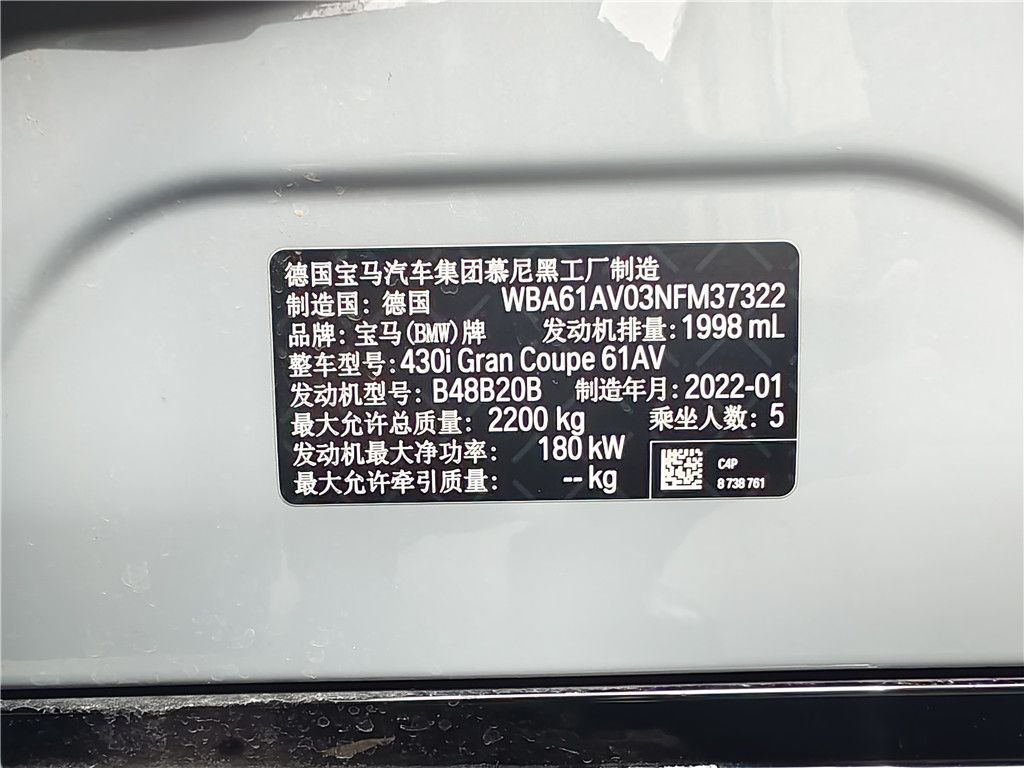 德国宝马汽车集团慕尼黑工厂制造
制造国：德国 WBA61AV03NFM37322
品牌：宝马(BMW)牌 发动机排量：1998 mL
整车型号：430i Gran Coupe 61AV
发动机型号：B48B20B 制造年月：2022-01
最大允许总质量：2200 kg 乘坐人数：5
发动机最大净功率：180 kW
最大允许牵引质量：-- kg
C4P
8 738 761